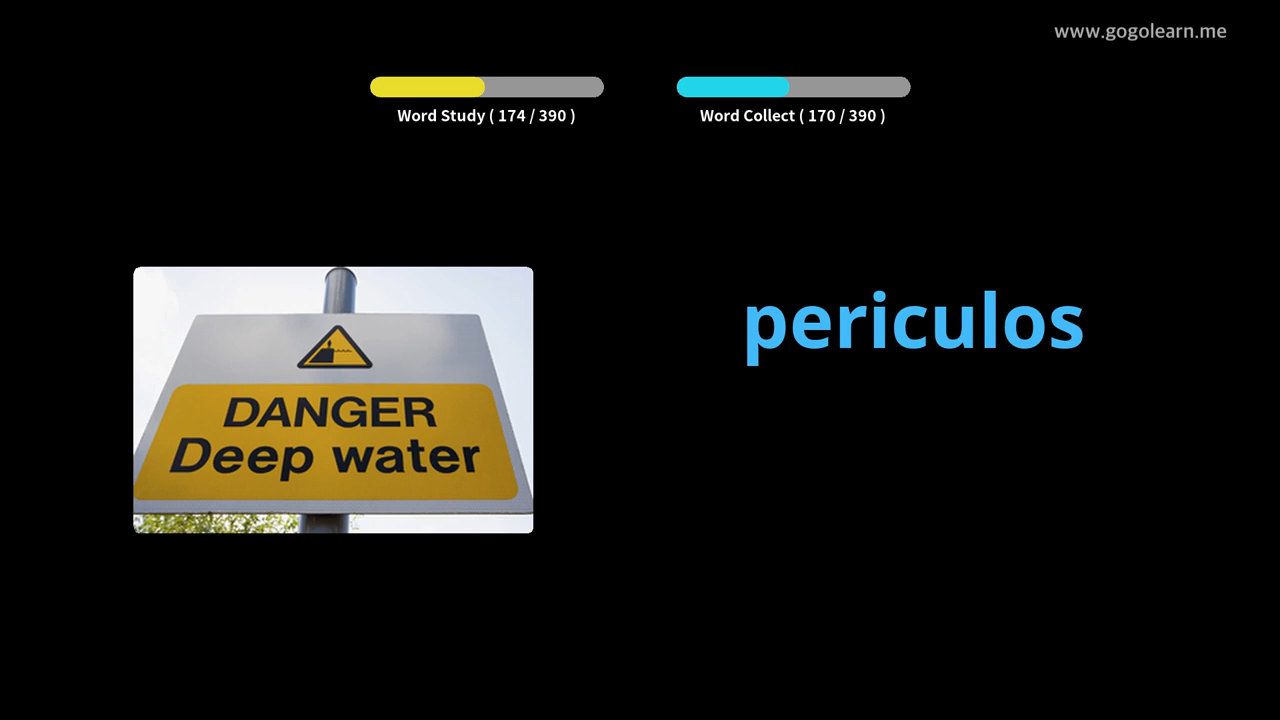 www.gogolearn.me
Word Study ( 174 / 390 )
Word Collect ( 170 / 390 )
periculos
DANGER
Deep water